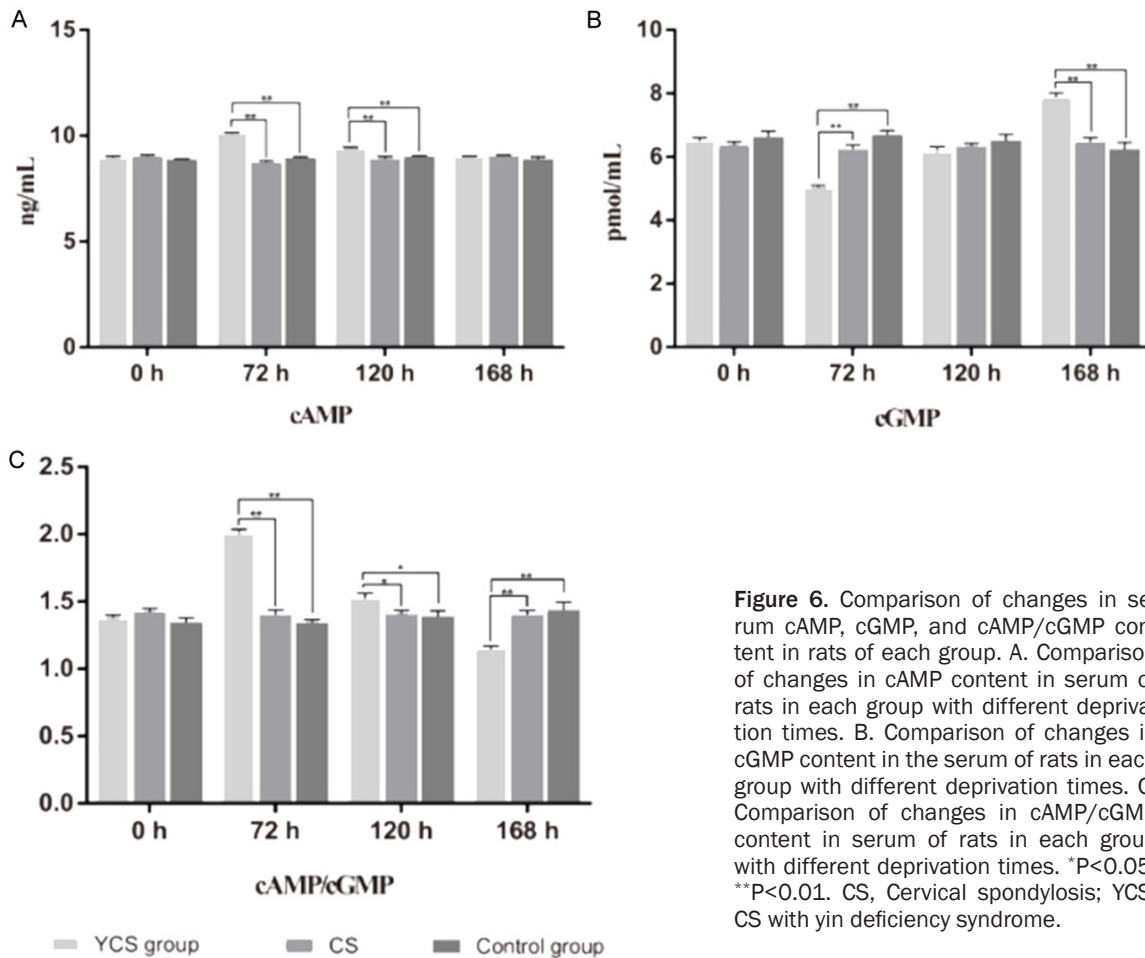 A
15
10
5
0
ng/mL
**
**
**
**
0 h 72 h 120 h 168 h
cAMP
B
10
8
6
4
2
0
pmol/mL
**
**
**
**
0 h 72 h 120 h 168 h
cGMP
C
2.5
2.0
1.5
1.0
0.5
0.0
**
**
*
*
**
**
0 h 72 h 120 h 168 h
cAMP/cGMP
YCS group CS Control group
Figure 6. Comparison of changes in se-
rum cAMP, cGMP, and cAMP/cGMP con-
tent in rats of each group. A. Comparison
of changes in cAMP content in serum o
rats in each group with different depriva
tion times. B. Comparison of changes i
cGMP content in the serum of rats in eac
group with different deprivation times. C
Comparison of changes in cAMP/cGM
content in serum of rats in each grou
with different deprivation times. *P<0.05
**P<0.01. CS, Cervical spondylosis; YCS
CS with yin deficiency syndrome.